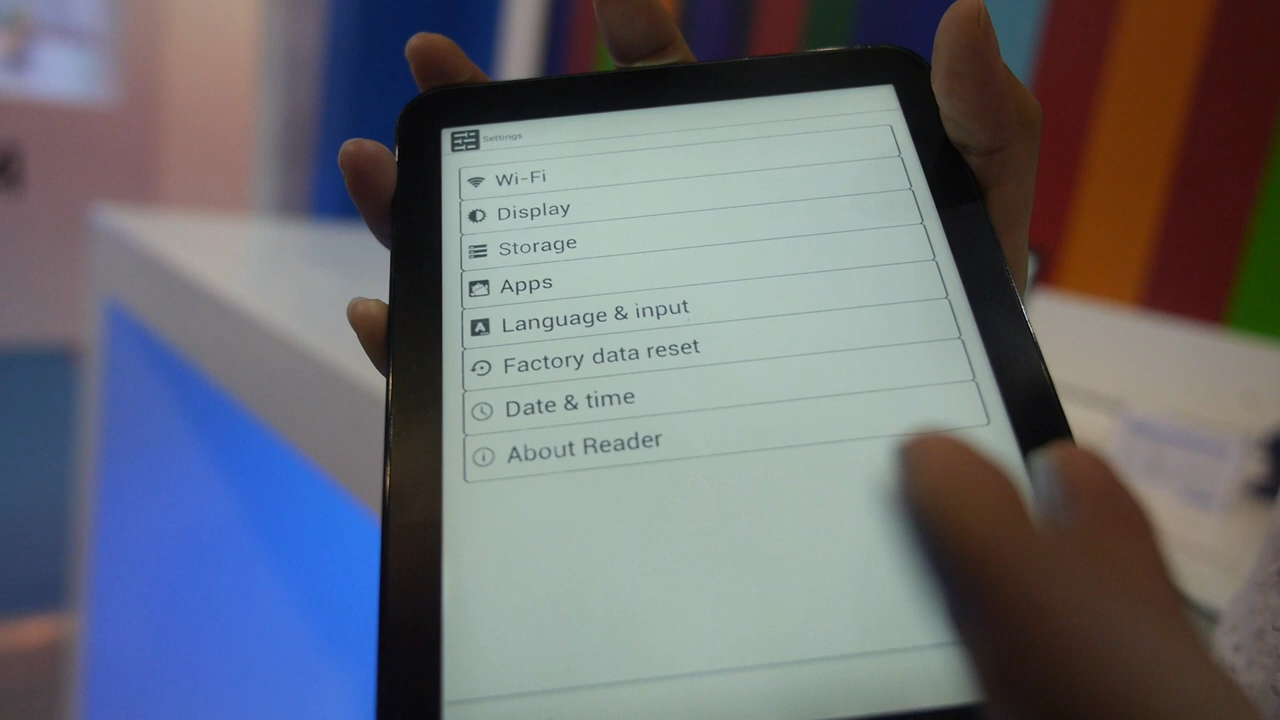 Settings
Wi-Fi
Display
Storage
Apps
Language & input
Factory data reset
Date & time
About Reader